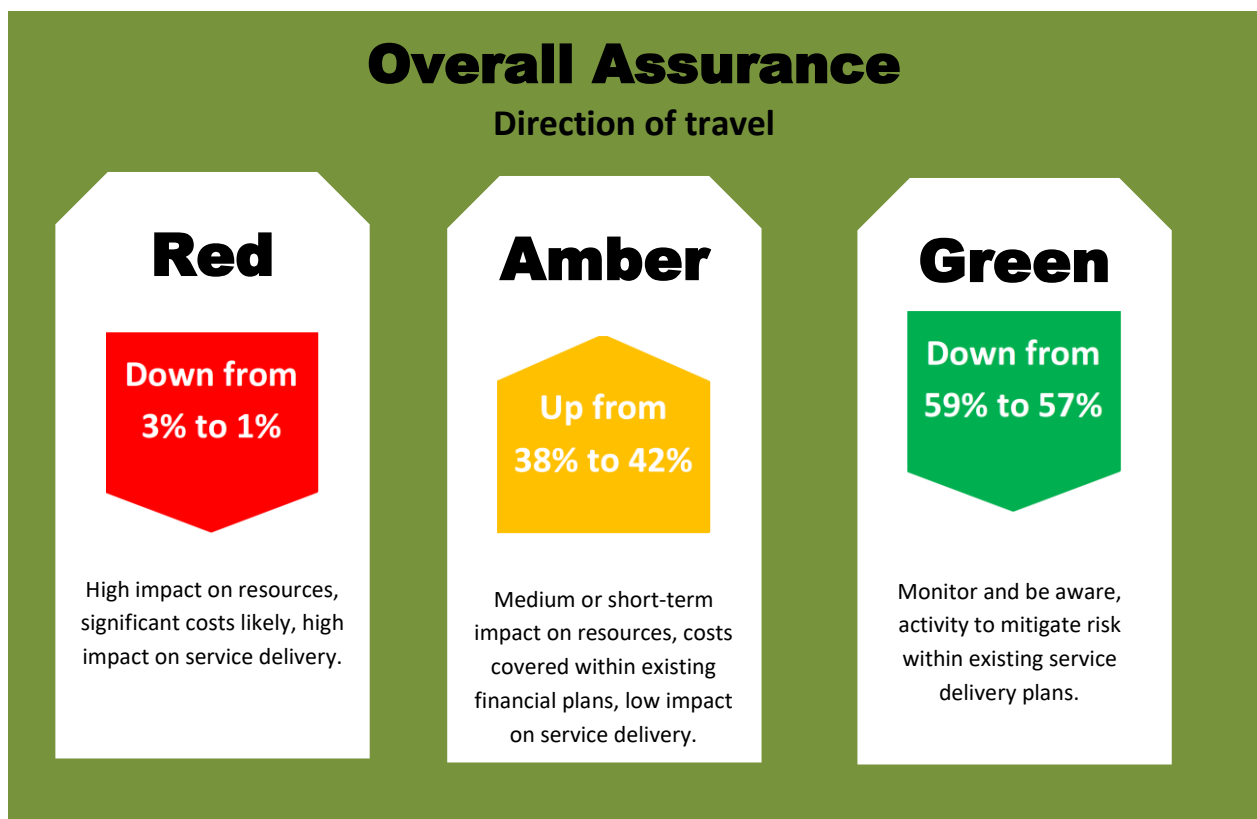 Overall Assurance
Direction of travel
Red
Down from
3% to 1%
High impact on resources,
significant costs likely, high
impact on service delivery.
Amber
Up from
38% to 42%
Medium or short-term
impact on resources, costs
covered within existing
financial plans, low impact
on service delivery.
Green
Down from
59% to 57%
Monitor and be aware,
activity to mitigate risk
within existing service
delivery plans.